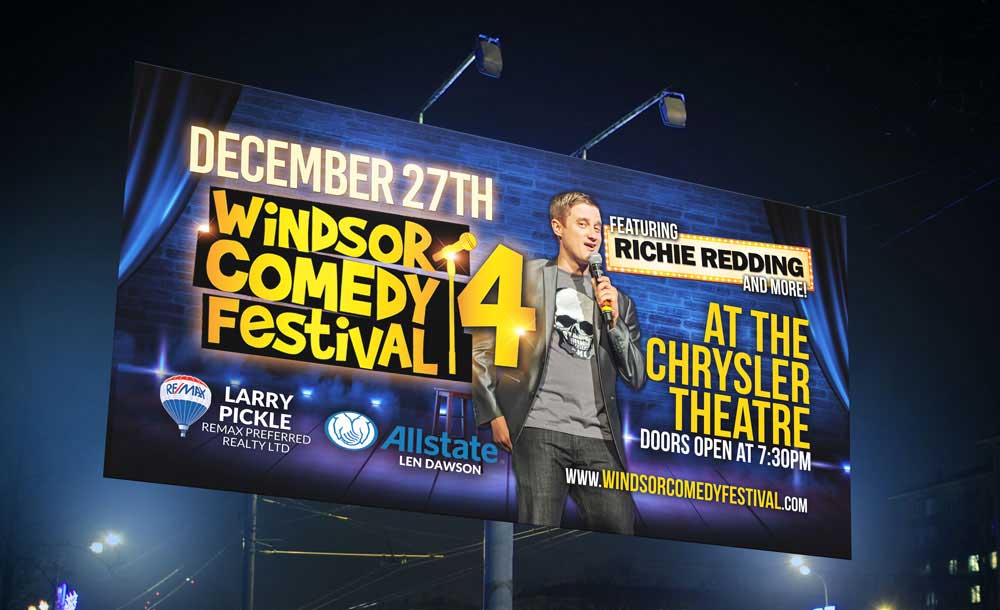 DECEMBER 27TH
WiNDSOR
COMEDY
FeSTiVAL
4
FEATURING
RICHIE REDDING
AND MORE!
AT THE
CHRYSLER
THEATRE
DOORS OPEN AT 7:30PM
WWW.WINDSORCOMEDYFESTIVAL.COM
RE/MAX
LARRY
PICKLE
REMAX PREFERRED
REALTY LTD
Allstate
LEN DAWSON